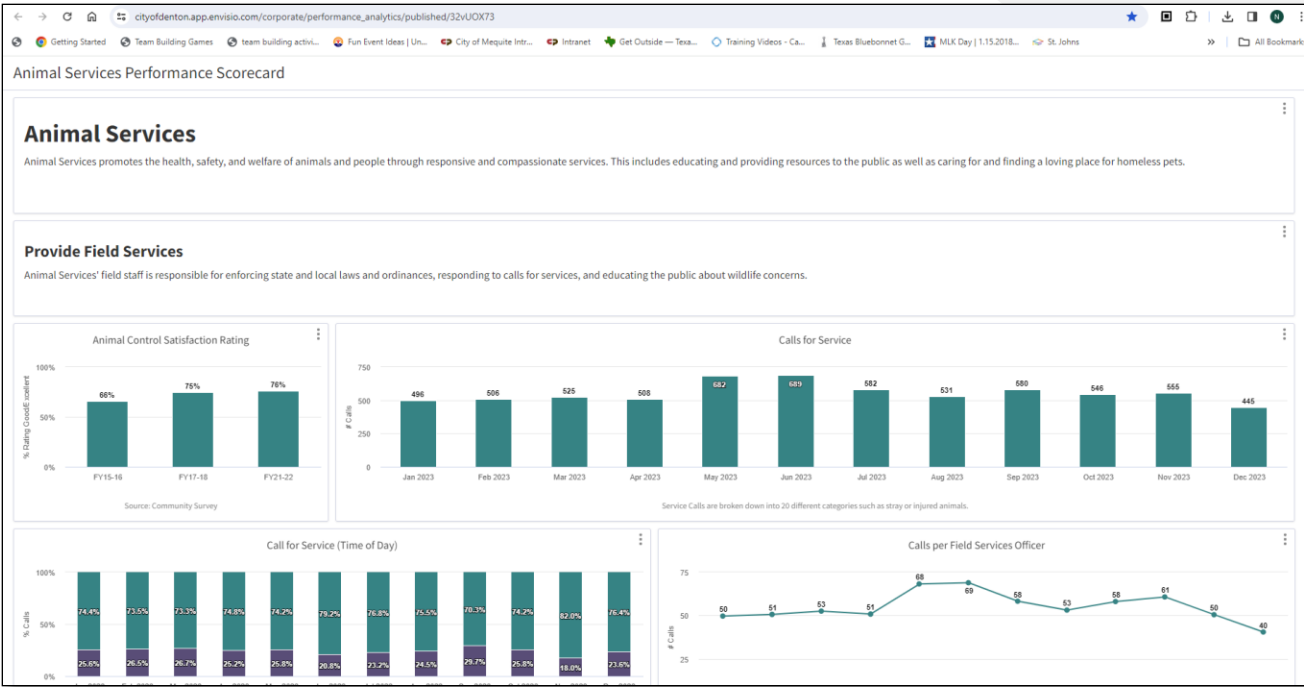 cityofdenton.app.envisio.com/corporate/performance_analytics/published/32vUOX73
N
Getting Started
Team Building Games
team building activi...
Fun Event Ideas | Un...
City of Mequite Intr...
Intranet
Get Outside — Texa...
Training Videos - Ca...
Texas Bluebonnet G...
MLK Day | 1.15.2018...
St. Johns
»
All Bookmark
Animal Services Performance Scorecard
Animal Services
Animal Services promotes the health, safety, and welfare of animals and people through responsive and compassionate services. This includes educating and providing resources to the public as well as caring for and finding a loving place for homeless pets.
Provide Field Services
Animal Services' field staff is responsible for enforcing state and local laws and ordinances, responding to calls for services, and educating the public about wildlife concerns.
Animal Control Satisfaction Rating
% Rating Good/Excellent
100%
50%
0%
66%
75%
76%
FY15-16
FY17-18
FY21-22
Source: Community Survey
Calls for Service
# Calls
750
500
250
0
496
506
525
508
682
689
582
531
580
546
555
445
Jan 2023
Feb 2023
Mar 2023
Apr 2023
May 2023
Jun 2023
Jul 2023
Aug 2023
Sep 2023
Oct 2023
Nov 2023
Dec 2023
Service Calls are broken down into 20 different categories such as stray or injured animals.
Call for Service (Time of Day)
% Calls
100%
50%
0%
74.4%
73.5%
73.3%
74.8%
74.2%
79.2%
76.8%
75.5%
70.3%
74.2%
82.0%
76.4%
25.6%
26.5%
26.7%
25.2%
25.8%
20.8%
23.2%
24.5%
29.7%
25.8%
18.0%
23.6%
Calls per Field Services Officer
# Calls
75
50
25
50
51
53
51
68
69
58
53
58
61
50
40